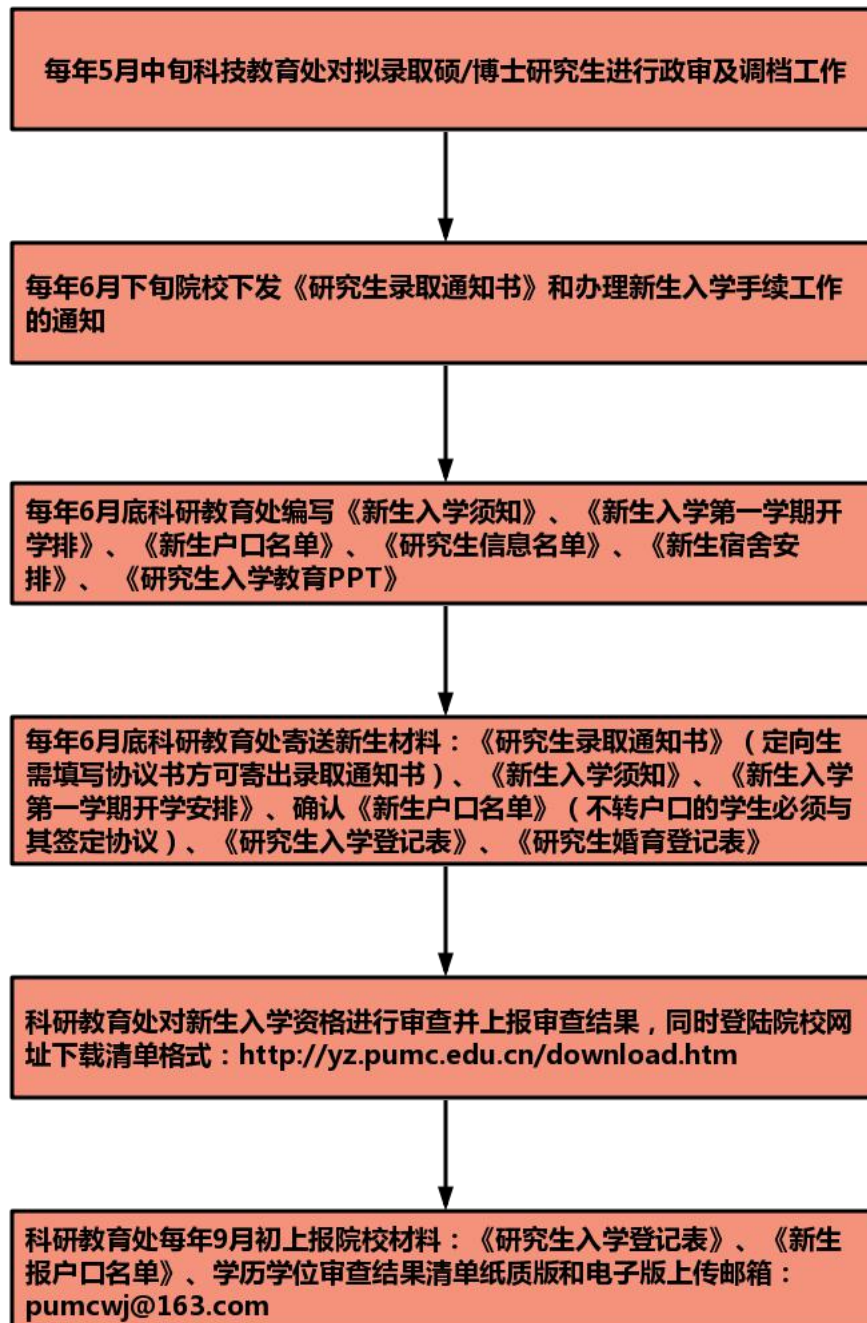 每年5月中旬科技教育处对拟录取硕/博士研究生进行政审及调档工作
每年6月下旬院校下发《研究生录取通知书》和办理新生入学手续工作
的通知
每年6月底科研教育处编写《新生入学须知》、《新生入学第一学期开
学排》、《新生户口名单》、《研究生信息名单》、《新生宿舍安
排》、 《研究生入学教育PPT》
每年6月底科研教育处寄送新生材料：《研究生录取通知书》（定向生
需填写协议书方可寄出录取通知书）、《新生入学须知》、《新生入学
第一学期开学安排》、确认《新生户口名单》（不转户口的学生必须与
其签定协议）、《研究生入学登记表》、《研究生婚育登记表》
科研教育处对新生入学资格进行审查并上报审查结果，同时登陆院校网
址下载清单格式：http://yz.pumc.edu.cn/download.htm
科研教育处每年9月初上报院校材料：《研究生入学登记表》、《新生
报户口名单》、学历学位审查结果清单纸质版和电子版上传邮箱：
pumcwj@163.com